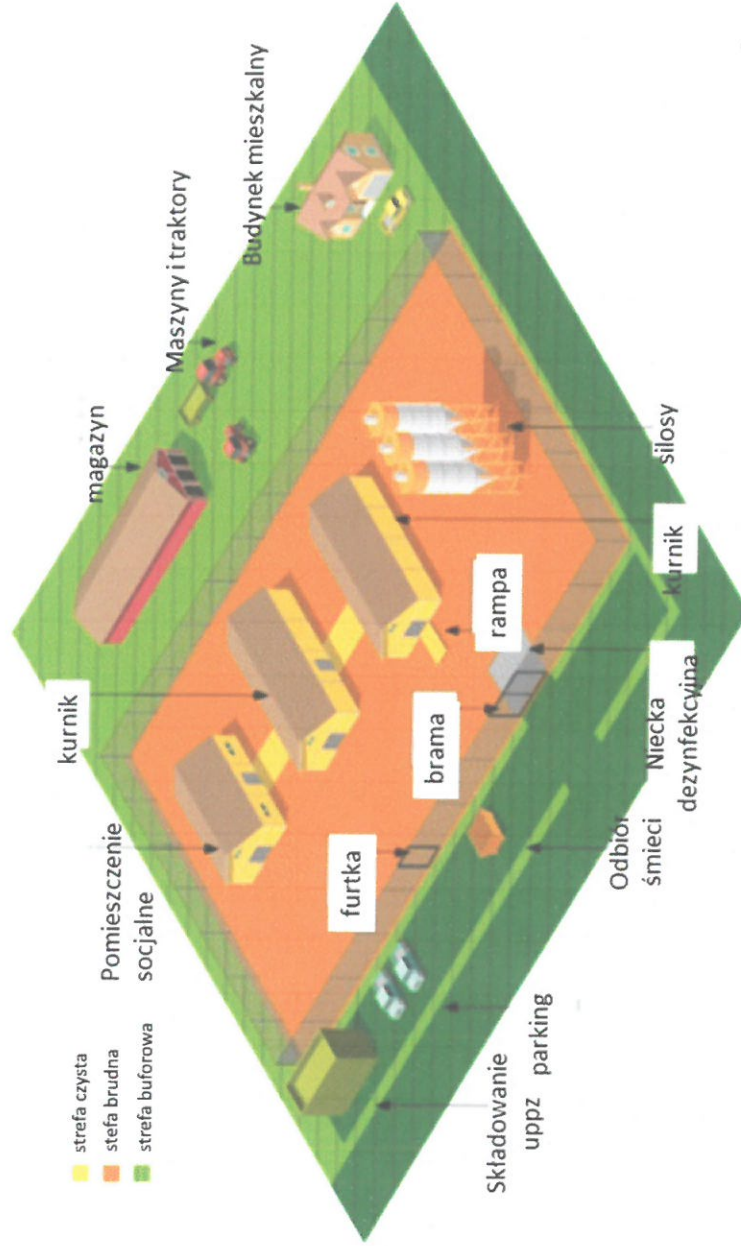 strefa czysta
stefa brudna
strefa buforowa
Pomieszczenie
socjalne
kurnik
magazyn
Maszyny i traktory
Budynek mieszkalny
furtka
brama
rampa
Składowanie
uppz
parking
Odbiór
śmieci
Niecka
dezynfekcyjna
kurnik
silosy